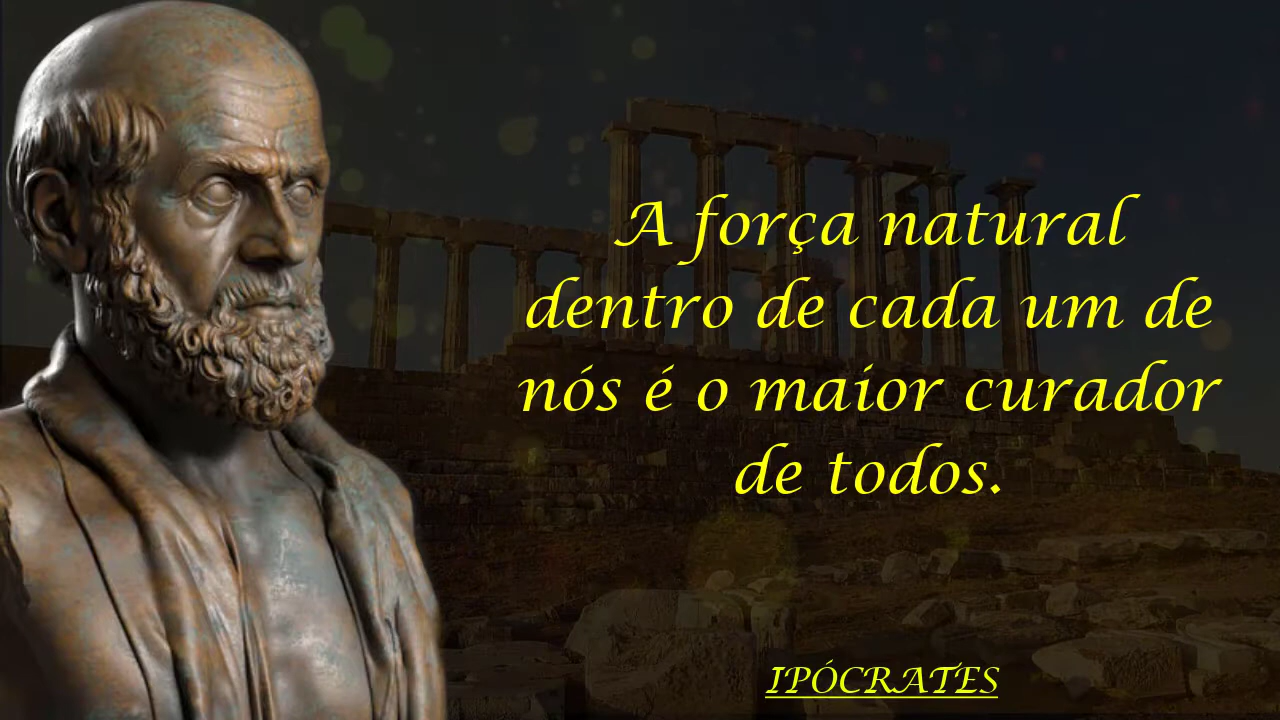 A força natural
dentro de cada um de
nós é o maior curador
de todos.
IPÓCRATES